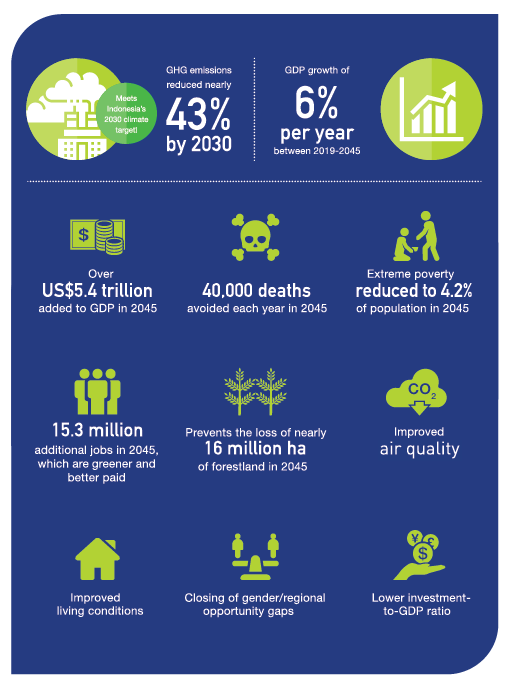 Meets
Indonesia's
2030 climate
target!
GHG emissions
reduced nearly
43%
by 2030
GDP growth of
6%
per year
between 2019-2045
$
Over
US$5.4 trillion
added to GDP in 2045
40,000 deaths
avoided each year in 2045
Extreme poverty
reduced to 4.2%
of population in 2045
15.3 million
additional jobs in 2045,
which are greener and
better paid
Prevents the loss of nearly
16 million ha
of forestland in 2045
CO2
Improved
air quality
Improved
living conditions
Closing of gender/regional
opportunity gaps
¥ £
$
Lower investment-
to-GDP ratio